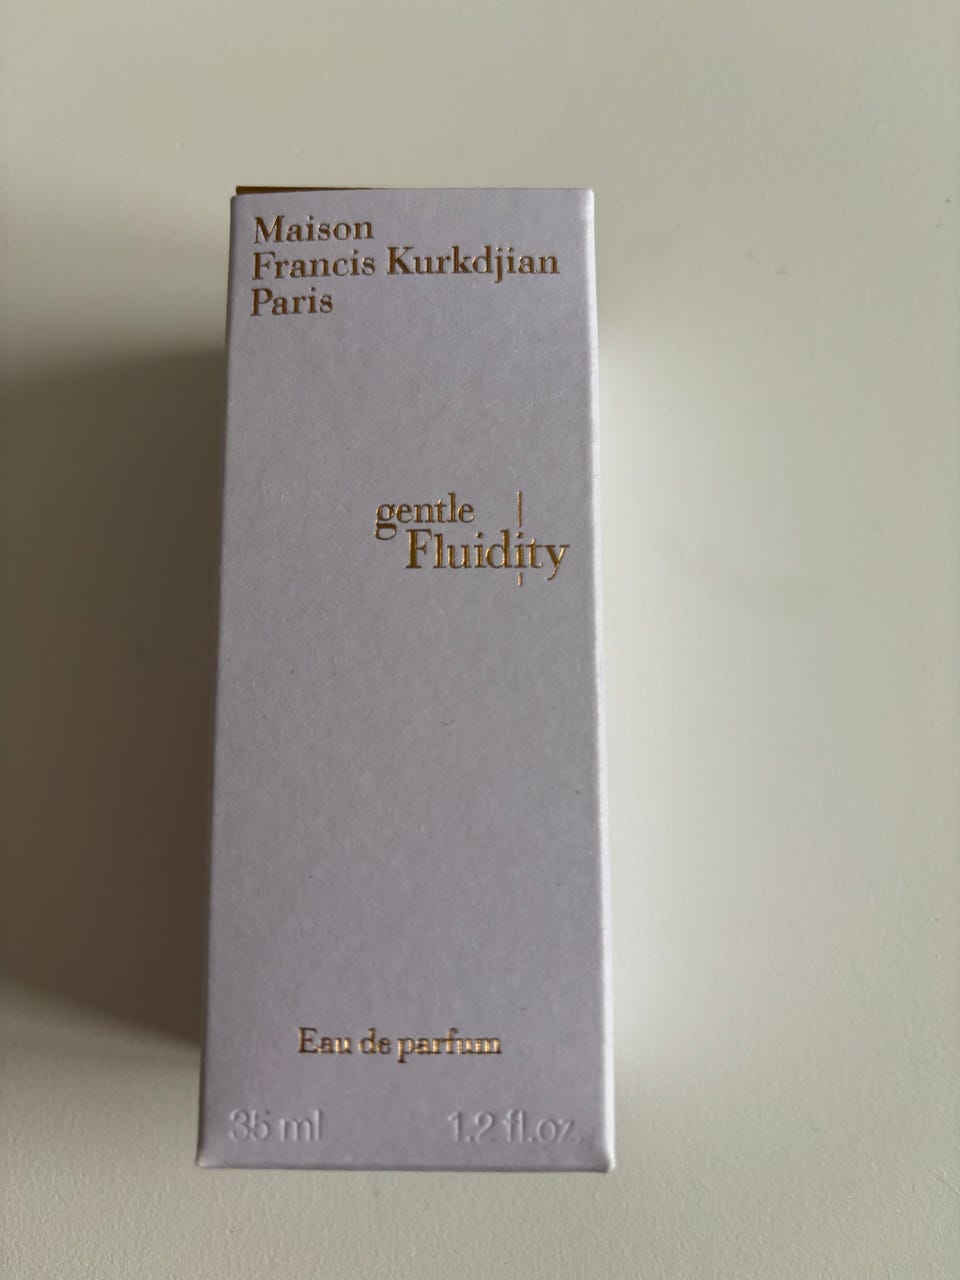 Maison
Francis Kurkdjian
Paris
gentle
Fluidity
Eau de parfum
35 ml 1.2 fl.oz.